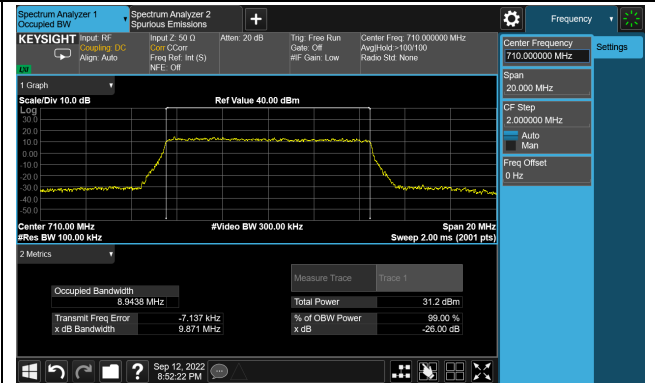 Spectrum Analyzer 1
Occupied BW
Spectrum Analyzer 2
Spurious Emissions
Frequency
KEYSIGHT
Input: RF
Coupling: DC
Align: Auto
Input Z: 50 Ω
Corr CCorr
Freq Ref: Int (S)
NFE: Off
Atten: 20 dB
Trig: Free Run
Gate: Off
#IF Gain: Low
Center Freq: 710.000000 MHz
Avg|Hold:>100/100
Radio Std: None
LXI
Center Frequency
710.000000 MHz
Settings
Span
20.000 MHz
CF Step
2.000000 MHz
Auto
Man
Freq Offset
0 Hz
1 Graph
Scale/Div 10.0 dB
Ref Value 40.00 dBm
Log
30.0
20.0
10.0
0.00
-10.0
-20.0
-30.0
-40.0
-50.0
Center 710.00 MHz
#Video BW 300.00 kHz
Span 20 MHz
#Res BW 100.00 kHz
Sweep 2.00 ms (2001 pts)
2 Metrics
Measure Trace
Trace 1
Occupied Bandwidth
8.9438 MHz
Total Power
31.2 dBm
Transmit Freq Error
-7.137 kHz
% of OBW Power
99.00 %
x dB Bandwidth
9.871 MHz
x dB
-26.00 dB
Sep 12, 2022
8:52:22 PM